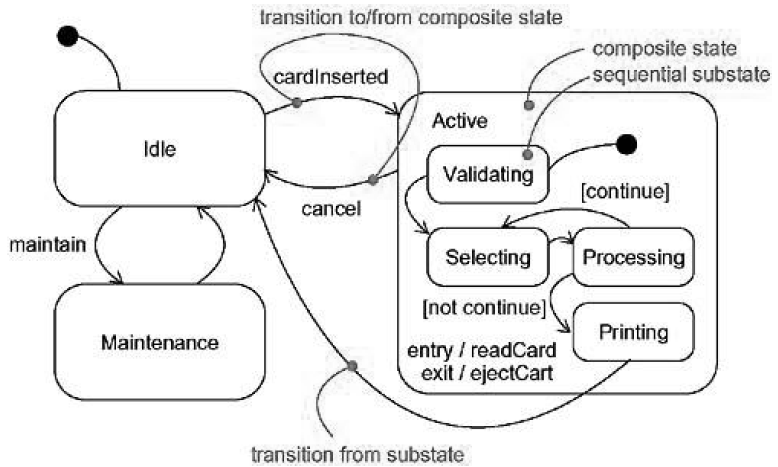 transition to/from composite state
composite state
sequential substate
cardInserted
Active
Idle
Validating
cancel
[continue]
maintain
Selecting
Processing
[not continue]
Maintenance
Printing
entry / readCard
exit / ejectCart
transition from substate